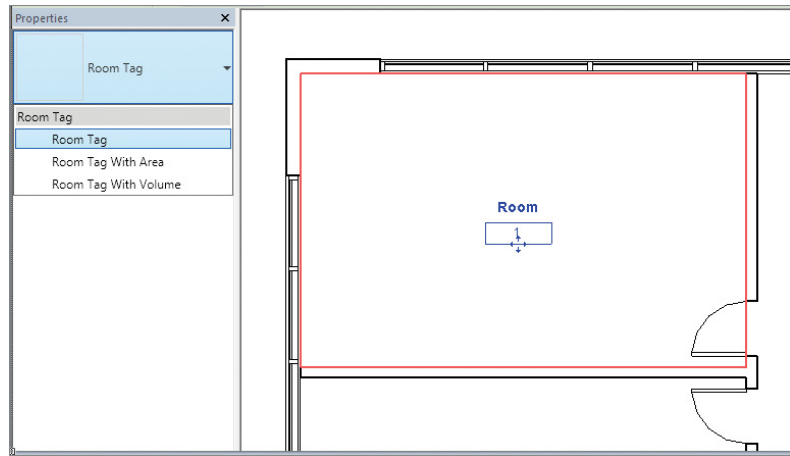 Properties
Room Tag
Room Tag
Room Tag
Room Tag With Area
Room Tag With Volume
Room
1